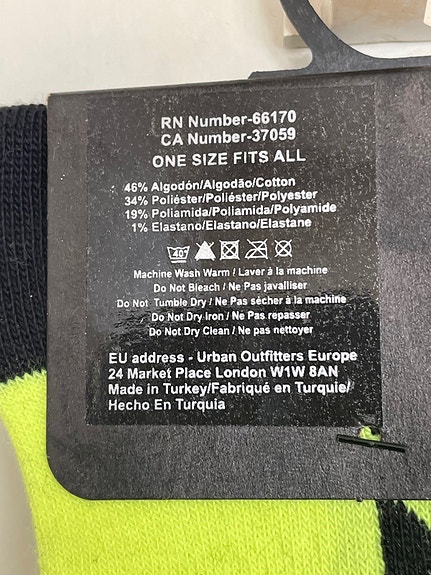 RN Number-66170
CA Number-37059
ONE SIZE FITS ALL
46% Algodón/Algodão/Cotton
34% Poliéster/Poliéster/Polyester
19% Poliamida/Poliamida/Polyamide
1% Elastano/Elastano/Elastane
40°
Machine Wash Warm / Laver à la machine
Do Not Bleach / Ne Pas javalliser
Do Not Tumble Dry / Ne Pas sécher à la machine
Do Not Dry Iron / Ne Pas repasser
Do Not Dry Clean / Ne pas nettoyer
EU address - Urban Outfitters Europe
24 Market Place London W1W 8AN
Made in Turkey/Fabriqué en Turquie/
Hecho En Turquia